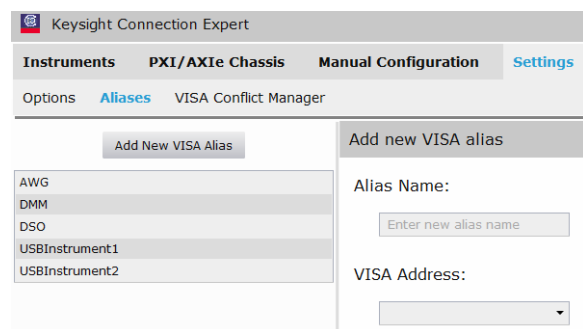 Keysight Connection Expert
Instruments PXI/AXIe Chassis Manual Configuration Settings
Options Aliases VISA Conflict Manager
Add New VISA Alias
AWG
DMM
DSO
USBInstrument1
USBInstrument2
Add new VISA alias
Alias Name:
Enter new alias name
VISA Address: